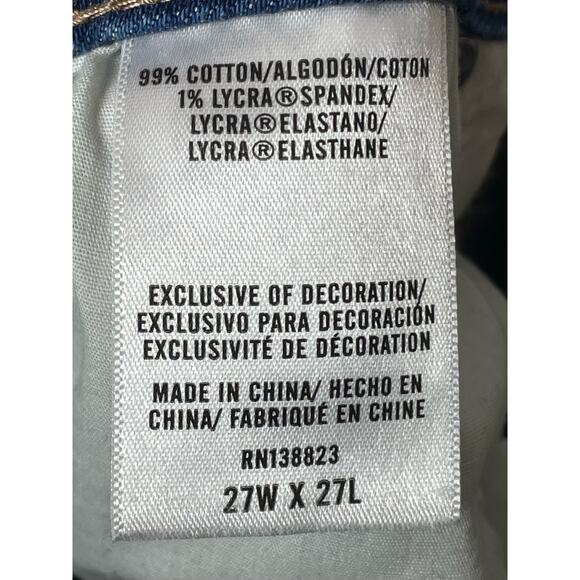 99% COTTON/ALGODÓN/COTON
1% LYCRA®SPANDEX/
LYCRA®ELASTANO/
LYCRA®ELASTHANE
EXCLUSIVE OF DECORATION/
EXCLUSIVO PARA DECORACIÓN
EXCLUSIVITÉ DE DÉCORATION
MADE IN CHINA/ HECHO EN
CHINA/ FABRIQUÉ EN CHINE
RN138823
27W X 27L